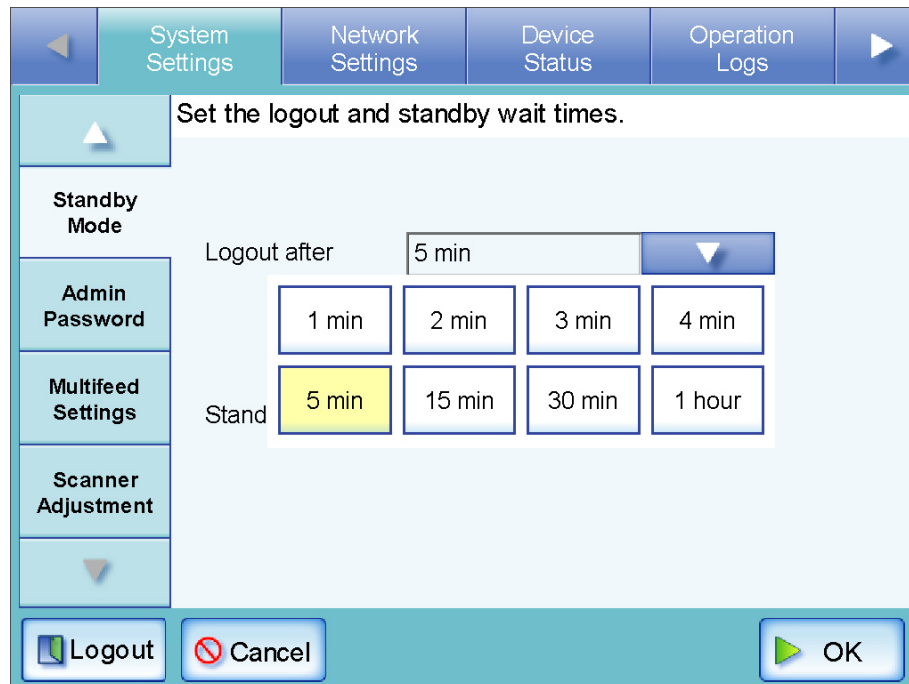 System Settings
Network Settings
Device Status
Operation Logs
Set the logout and standby wait times.
Standby Mode
Admin Password
Multifeed Settings
Scanner Adjustment
Logout after
5 min
1 min
2 min
3 min
4 min
Stand
5 min
15 min
30 min
1 hour
Logout
Cancel
OK